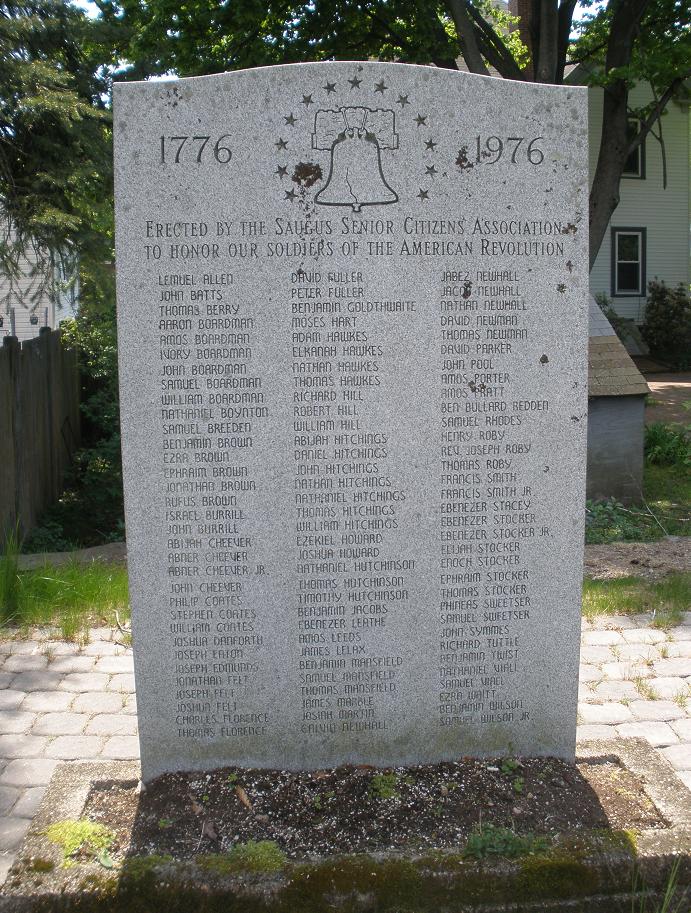 1776 1976
ERECTED BY THE SAUGUS SENIOR CITIZENS ASSOCIATION
TO HONOR OUR SOLDIERS OF THE AMERICAN REVOLUTION
LEMUEL ALLEN
JOHN BATTS
THOMAS BERRY
AARON BOARDMAN
AMOS BOARDMAN
IVORY BOARDMAN
JOHN BOARDMAN
SAMUEL BOARDMAN
WILLIAM BOARDMAN
NATHANIEL BOYNTON
SAMUEL BREEDEN
BENJAMIN BROWN
EZRA BROWN
EPHRAIM BROWN
JONATHAN BROWN
RUFUS BROWN
ISRAEL BURRILL
JOHN BURRILL
ABIJAH CHEEVER
ABNER CHEEVER
ABNER CHEEVER, JR.
JOHN CHEEVER
PHILIP COATES
STEPHEN COATES
WILLIAM COATES
JOSHUA DANFORTH
JOSEPH EATON
JOSEPH EDMUNDS
JONATHAN FELT
JOSEPH FELT
JOSHUA FELT
CHARLES FLORENCE
THOMAS FLORENCE
DAVID FULLER
PETER FULLER
BENJAMIN GOLDTHWAITE
MOSES HART
ADAM HAWKES
ELKANAH HAWKES
NATHAN HAWKES
THOMAS HAWKES
RICHARD HILL
ROBERT HILL
WILLIAM HILL
ABIJAH HITCHINGS
DANIEL HITCHINGS
JOHN HITCHINGS
NATHAN HITCHINGS
NATHANIEL HITCHINGS
THOMAS HITCHINGS
WILLIAM HITCHINGS
EZEKIEL HOWARD
JOSHUA HOWARD
NATHANIEL HUTCHINSON
THOMAS HUTCHINSON
TIMOTHY HUTCHINSON
BENJAMIN JACOBS
EBENEZER LEATHE
AMOS LEEDS
JAMES LELAX
BENJAMIN MANSFIELD
SAMUEL MANSFIELD
THOMAS MANSFIELD
JAMES MARBLE
JOSIAH MARTIN
CALVIN NEWHALL
JABEZ NEWHALL
JACOB NEWHALL
NATHAN NEWHALL
DAVID NEWMAN
THOMAS NEWMAN
DAVID PARKER
JOHN POOL
AMOS PORTER
AMOS PRATT
BEN BULLARD REDDEN
SAMUEL RHODES
HENRY ROBY
REV. JOSEPH ROBY
THOMAS ROBY
FRANCIS SMITH
FRANCIS SMITH JR.
EBENEZER STACEY
EBENEZER STOCKER
EBENEZER STOCKER JR.
ELIJAH STOCKER
ENOCH STOCKER
EPHRAIM STOCKER
THOMAS STOCKER
PHINEAS SWEETSER
SAMUEL SWEETSER
JOHN SYMMES
RICHARD TUTTLE
BENJAMIN TWIST
NATHANIEL WALL
SAMUEL WALL
EZRA WAITT
BENJAMIN WILSON
SAMUEL WILSON JR.